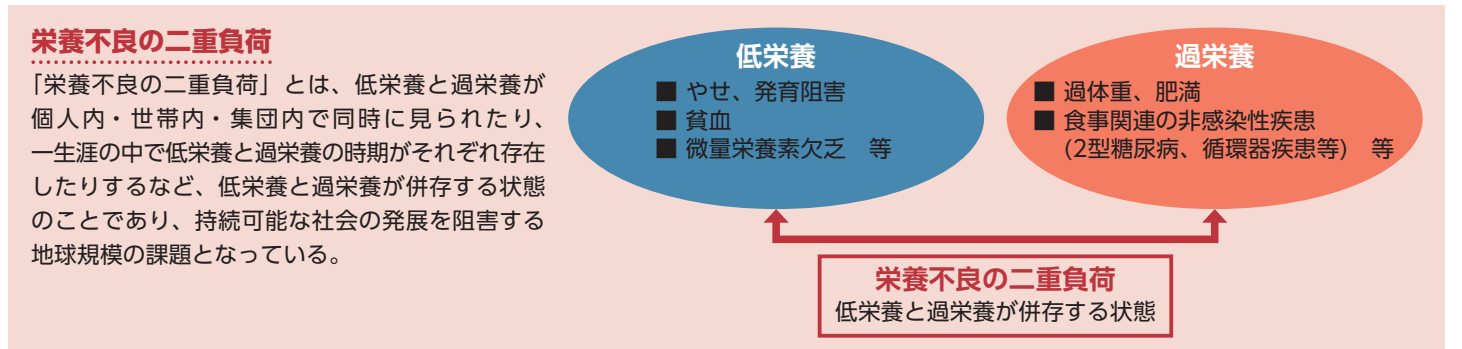 栄養不良の二重負荷
「栄養不良の二重負荷」とは、低栄養と過栄養が
個人内・世帯内・集団内で同時に見られたり、
一生涯の中で低栄養と過栄養の時期がそれぞれ存在
したりするなど、低栄養と過栄養が併存する状態
のことであり、持続可能な社会の発展を阻害する
地球規模の課題となっている。
低栄養
■ やせ、発育阻害
■ 貧血
■ 微量栄養素欠乏　等
過栄養
■ 過体重、肥満
■ 食事関連の非感染性疾患
(2型糖尿病、循環器疾患等)　等
栄養不良の二重負荷
低栄養と過栄養が併存する状態